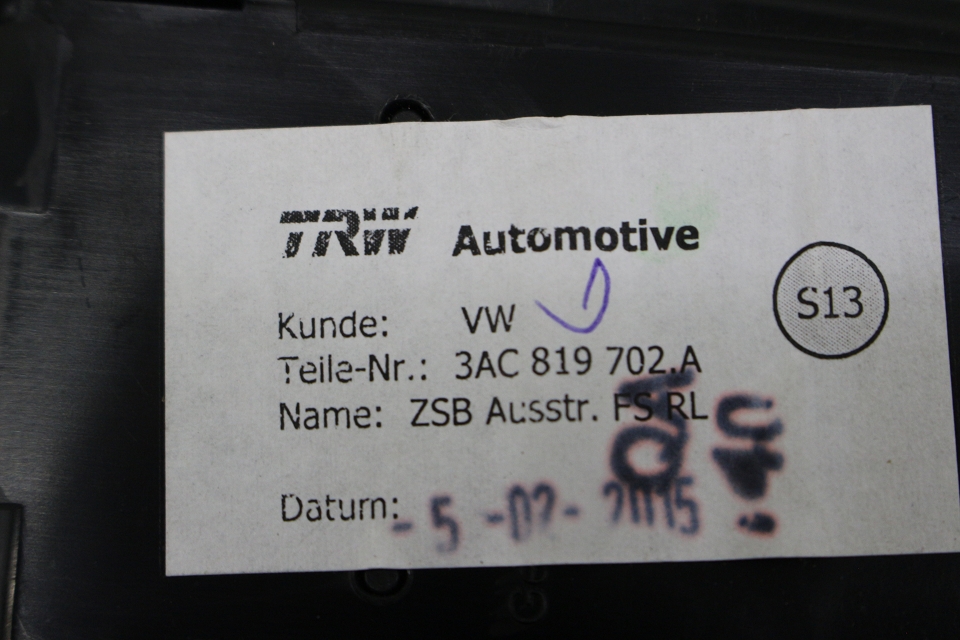 TRW Automotive
S13
Kunde: VW
Teile-Nr.: 3AC 819 702.A
Name: ZSB Ausstr. FS RL
Datum: - 5 -02- 2015